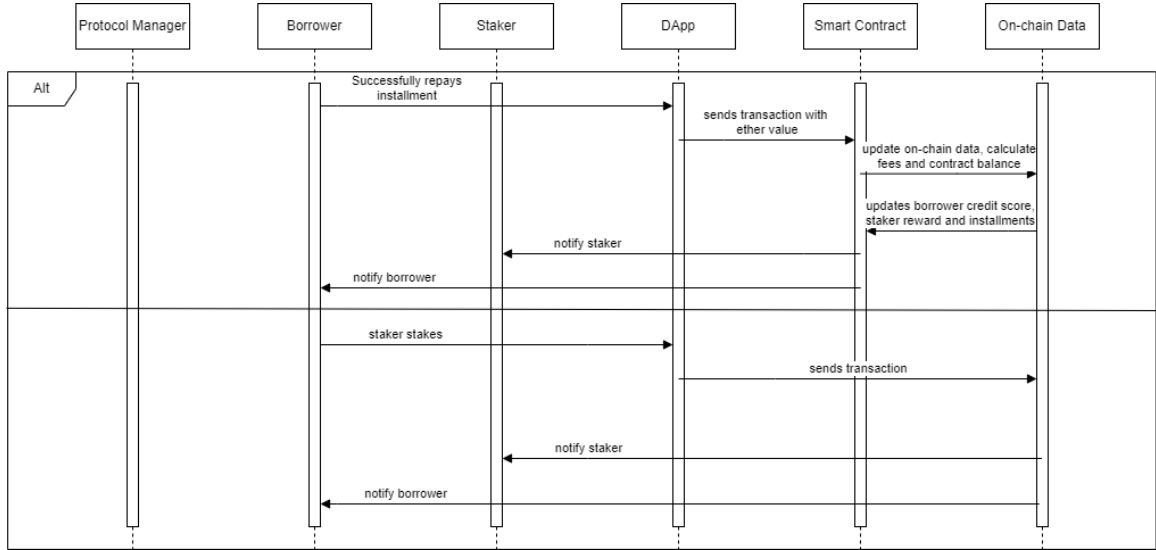 Protocol Manager
Borrower
Staker
DApp
Smart Contract
On-chain Data
Alt
Successfully repays
installment
sends transaction with
ether value
update on-chain data, calculate
fees and contract balance
updates borrower credit score,
staker reward and installments
notify staker
notify borrower
staker stakes
sends transaction
notify staker
notify borrower